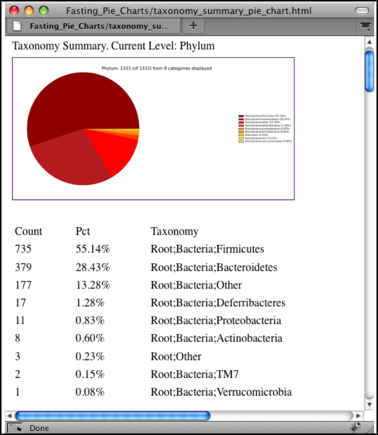 Fasting_Pie_Charts/taxonomy_summary_pie_chart.html
Fasting_Pie_Charts/taxonomy_su...
Taxonomy Summary. Current Level: Phylum
Phylum: 1333 (of 1333) from 9 categories displayed
Count Pct Taxonomy
735 55.14% Root;Bacteria;Firmicutes
379 28.43% Root;Bacteria;Bacteroidetes
177 13.28% Root;Bacteria;Other
17 1.28% Root;Bacteria;Deferribacteres
11 0.83% Root;Bacteria;Proteobacteria
8 0.60% Root;Bacteria;Actinobacteria
3 0.23% Root;Other
2 0.15% Root;Bacteria;TM7
1 0.08% Root;Bacteria;Verrucomicrobia
Done